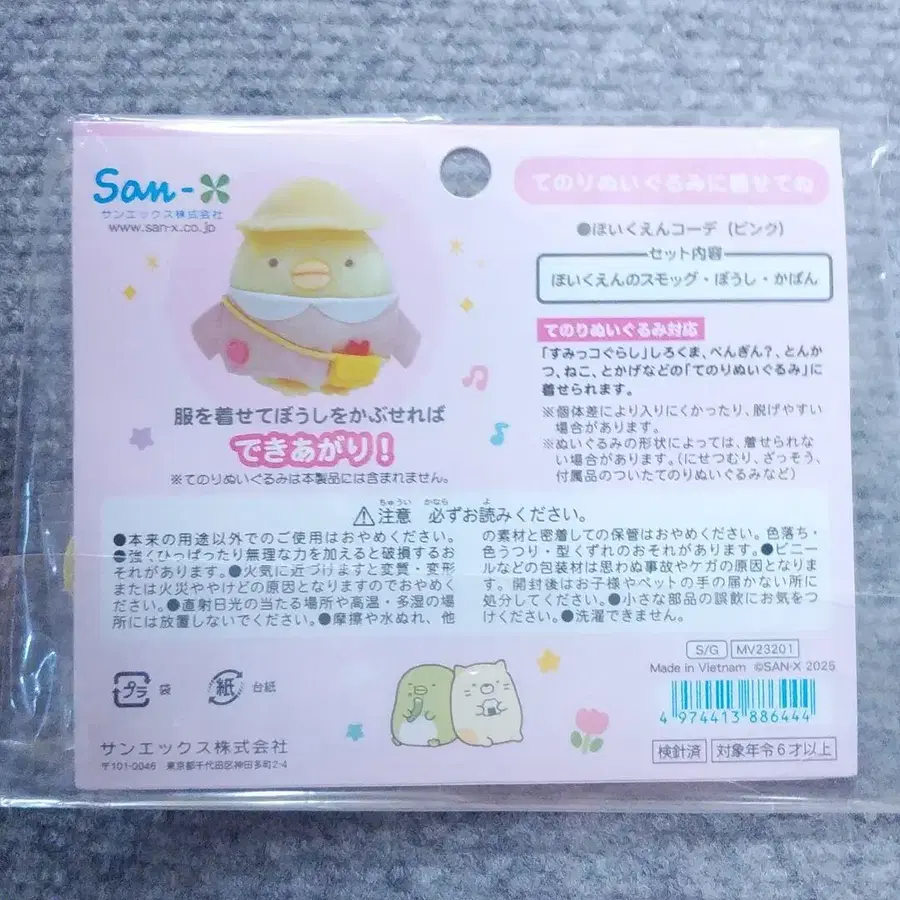 San-X
サンエックス株式会社
www.san-x.co.jp
服を着せてぼうしをかぶせれば
できあがり!
※てのりぬいぐるみは本製品には含まれません。
てのりぬいぐるみに着せてね
●ほいくえんコーデ (ピンク)
セット内容
ほいくえんのスモッグ・ぼうし・かばん
てのりぬいぐるみ対応
「すみっコぐらし」しろくま、ぺんぎん?、とんか
つ、ねこ、とかげなどの「てのりぬいぐるみ」に
着せられます。
※個体差により入りにくかったり、脱げやすい
場合があります。
※ぬいぐるみの形状によっては、着せられな
い場合があります。(にせつむり、ざっそう、
付属品のついたてのりぬいぐるみなど)
ちゅうい かなら よ
注意 必ずお読みください。
●本来の用途以外でのご使用はおやめください。
●強くひっぱったり無理な力を加えると破損するお
それがあります。●火気に近づけますと変質・変形
または火災ややけどの原因となりますのでおやめく
ださい。●直射日光の当たる場所や高温・多湿の場
所には放置しないでください。●摩擦や水ぬれ、他
の素材と密着しての保管はおやめください。色落ち・
色うつり・型くずれのおそれがあります。●ビニー
ルなどの包装材は思わぬ事故やケガの原因となりま
す。開封後はお子様やペットの手の届かない所に
処分してください。●小さな部品の誤飲にお気をつ
けください。●洗濯できません。
プラ 袋
紙 台紙
サンエックス株式会社
〒101-0046 東京都千代田区神田多町2-4
S/G MV23201
Made in Vietnam ©SAN-X 2025
4 974413 886444
検針済 対象年令6才以上